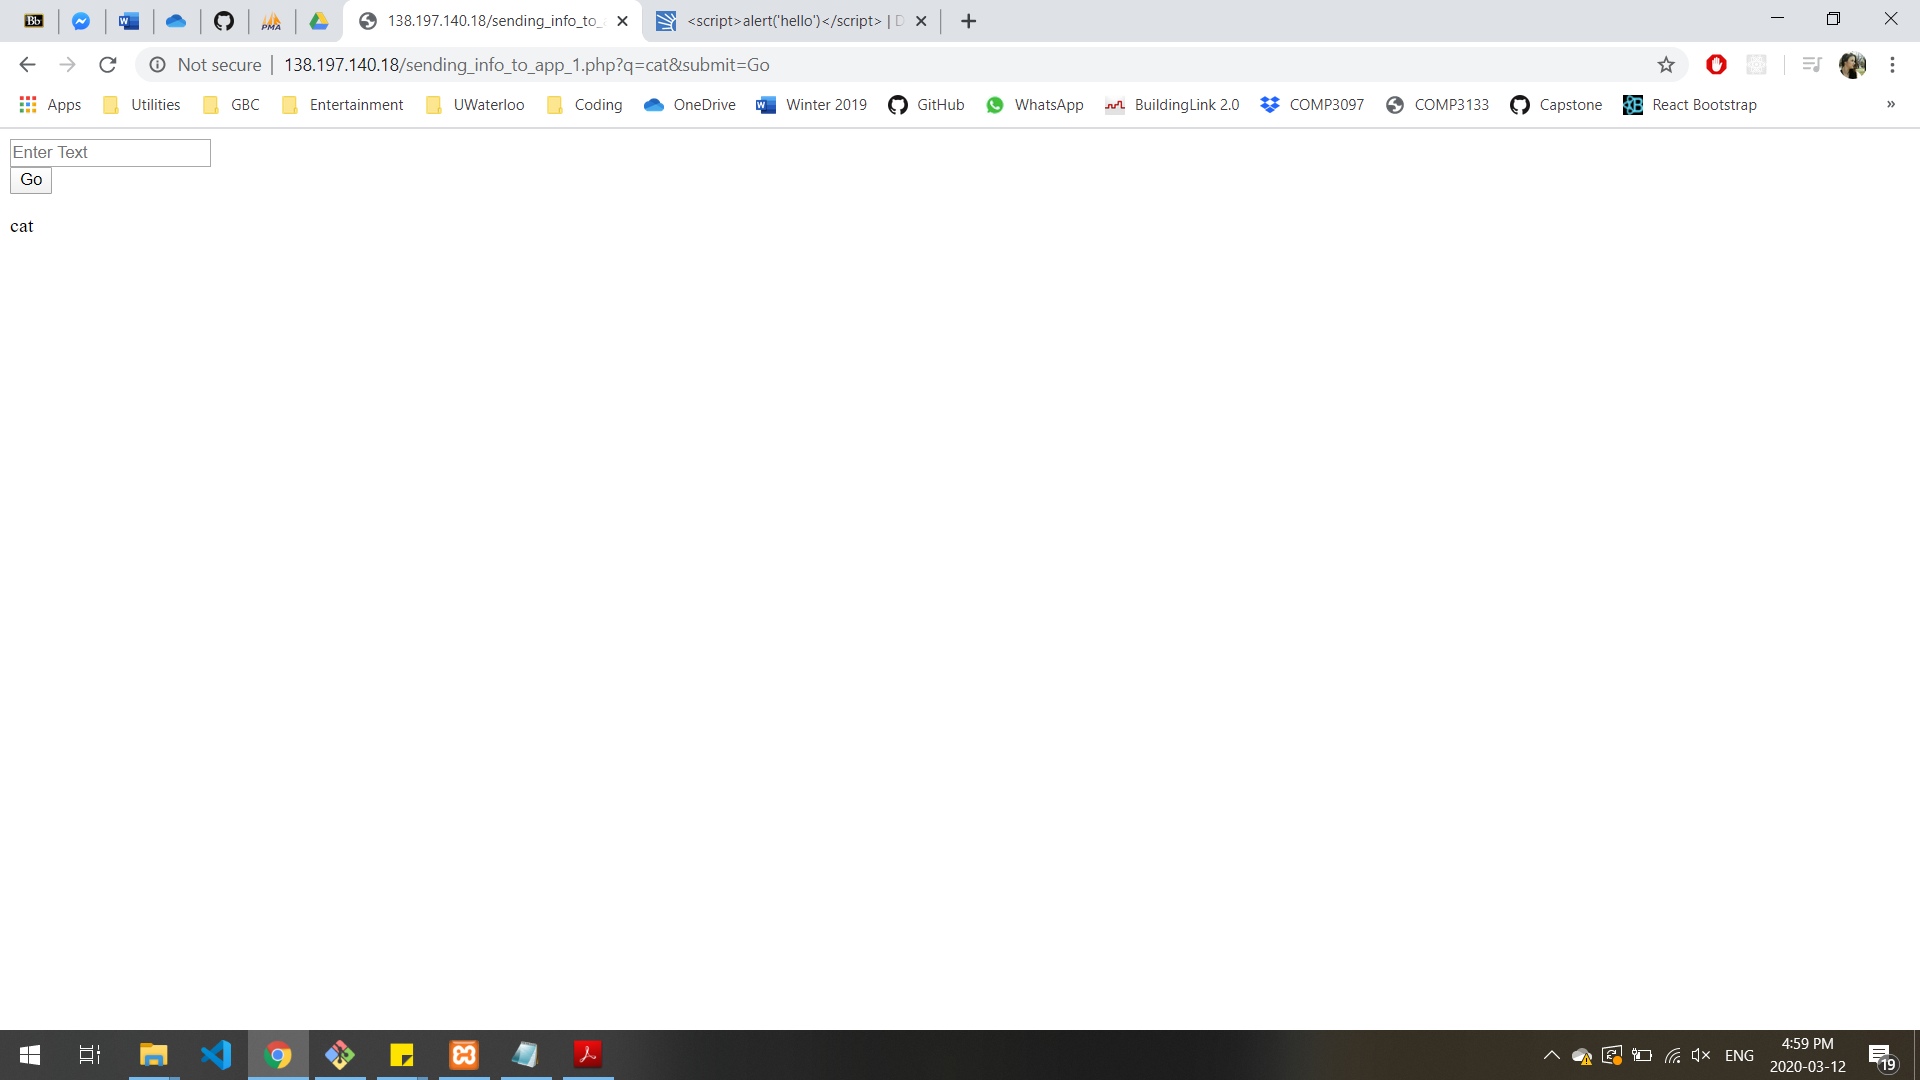 Bb
PMA
138.197.140.18/sending_info_to_
<script>alert('hello')</script> | D
Not secure | 138.197.140.18/sending_info_to_app_1.php?q=cat&submit=Go
Apps Utilities GBC Entertainment UWaterloo Coding OneDrive Winter 2019 GitHub WhatsApp BuildingLink 2.0 COMP3097 COMP3133 Capstone React Bootstrap »
Enter Text
Go
cat
ENG
4:59 PM
2020-03-12
19